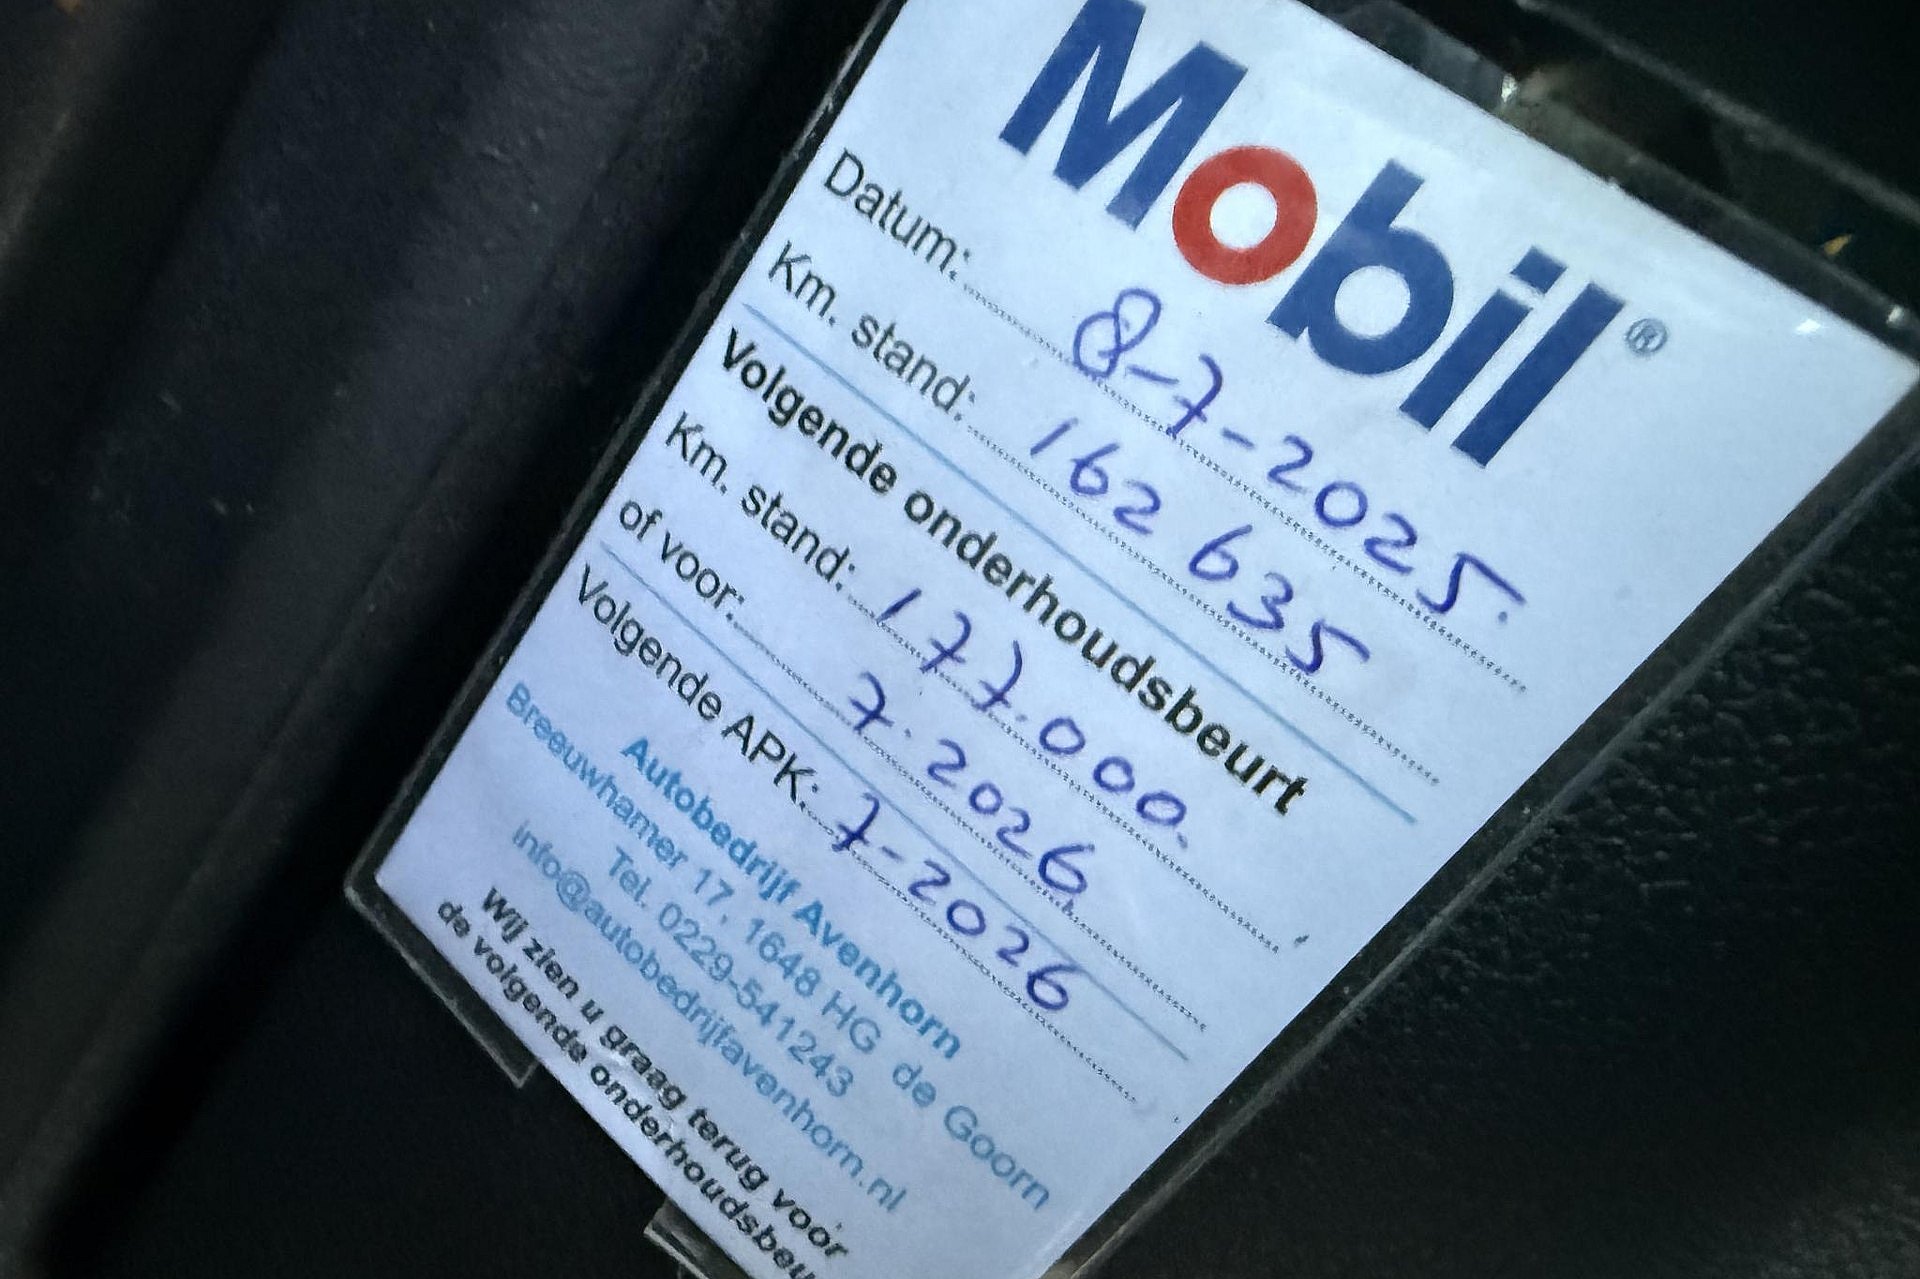 Mobil®
Datum: 8-7-2025.
Km. stand: 162 635
Volgende onderhoudsbeurt
Km. stand: 177.000.
of voor: 7.2026
Volgende APK: 7-2026
Autobedrijf Avenhorn
Breeuwhamer 17, 1648 HG de Goorn
Tel. 0229-541243
info@autobedrijfavenhorn.nl
Wij zien u graag terug voor
de volgende onderhoudsbeu